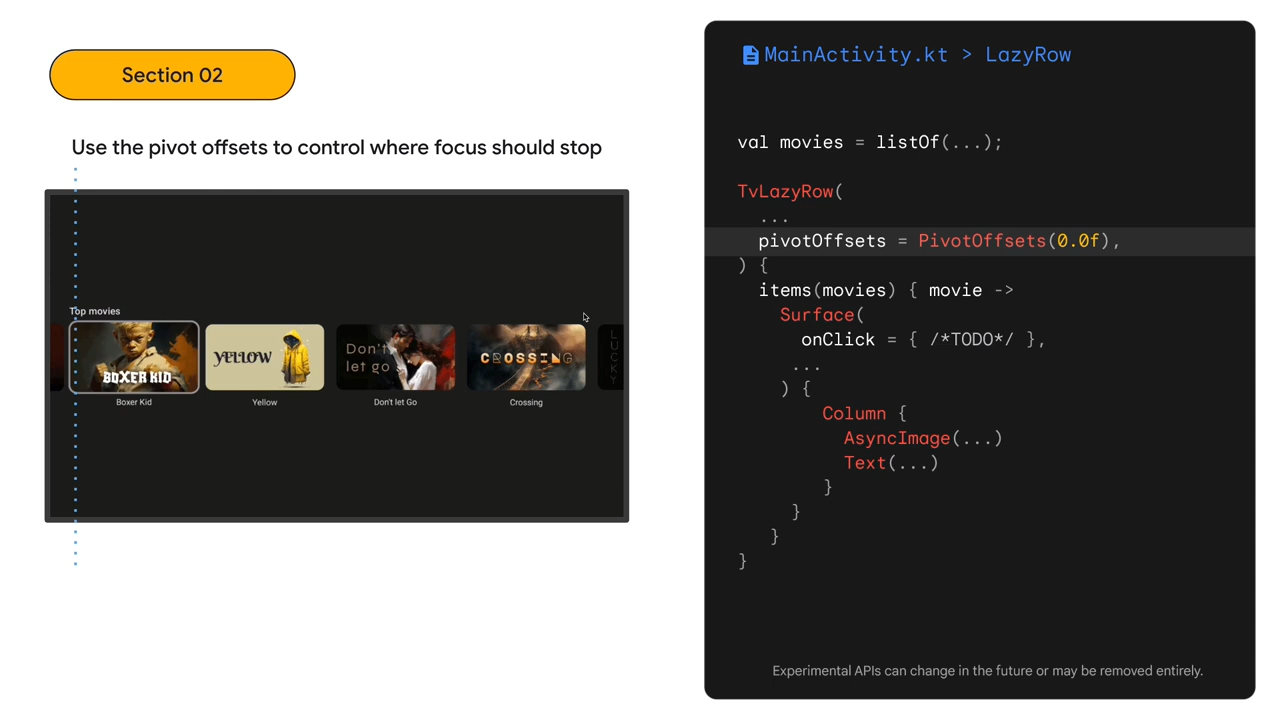 Section 02
Use the pivot offsets to control where focus should stop
Top movies
BOXER KID
YELLOW
Don't
let go
CROSSING
LUCKY
Boxer Kid
Yellow
Don't let Go
Crossing
MainActivity.kt > LazyRow
val movies = listOf(...);
TvLazyRow(
...
pivotOffsets = PivotOffsets(0.0f),
) {
items(movies) { movie ->
Surface(
onClick = { /*TODO*/ },
...
) {
Column {
AsyncImage(...)
Text(...)
}
}
}
}
Experimental APIs can change in the future or may be removed entirely.